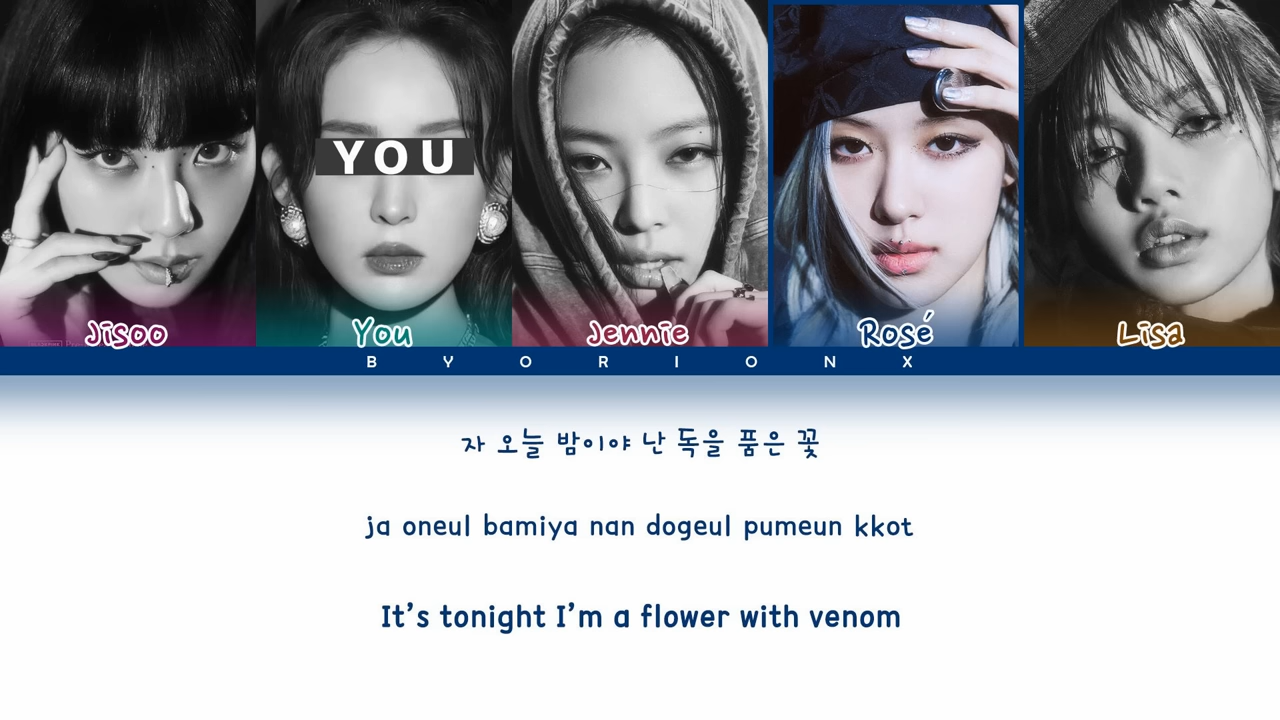 YOU
Jisoo
You
Jennie
Rosé
Lisa
BYORIONX
자 오늘 밤이야 난 독을 품은 꽃
ja oneul bamiya nan dogeul pumeun kkot
It's tonight I'm a flower with venom